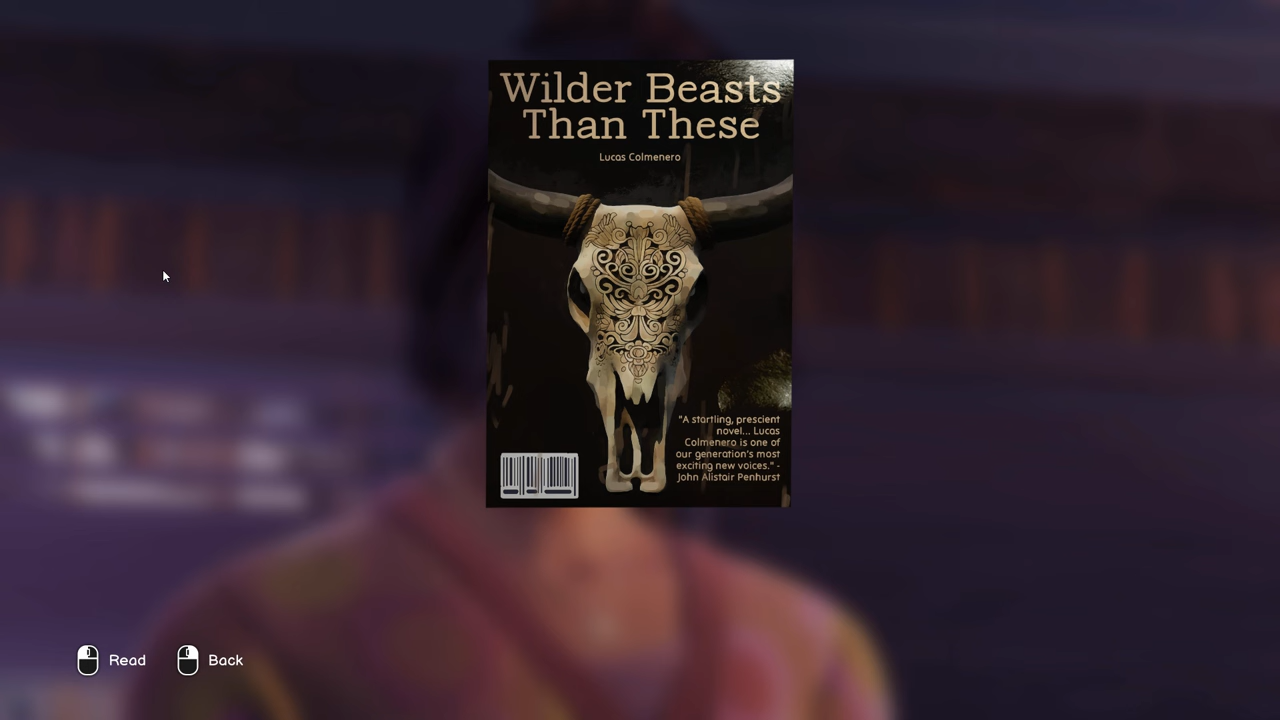 Wilder Beasts
Than These
Lucas Colmenero
"A startling, prescient
novel... Lucas
Colmenero is one of
our generation's most
exciting new voices." -
John Alistair Penhurst
Read
Back